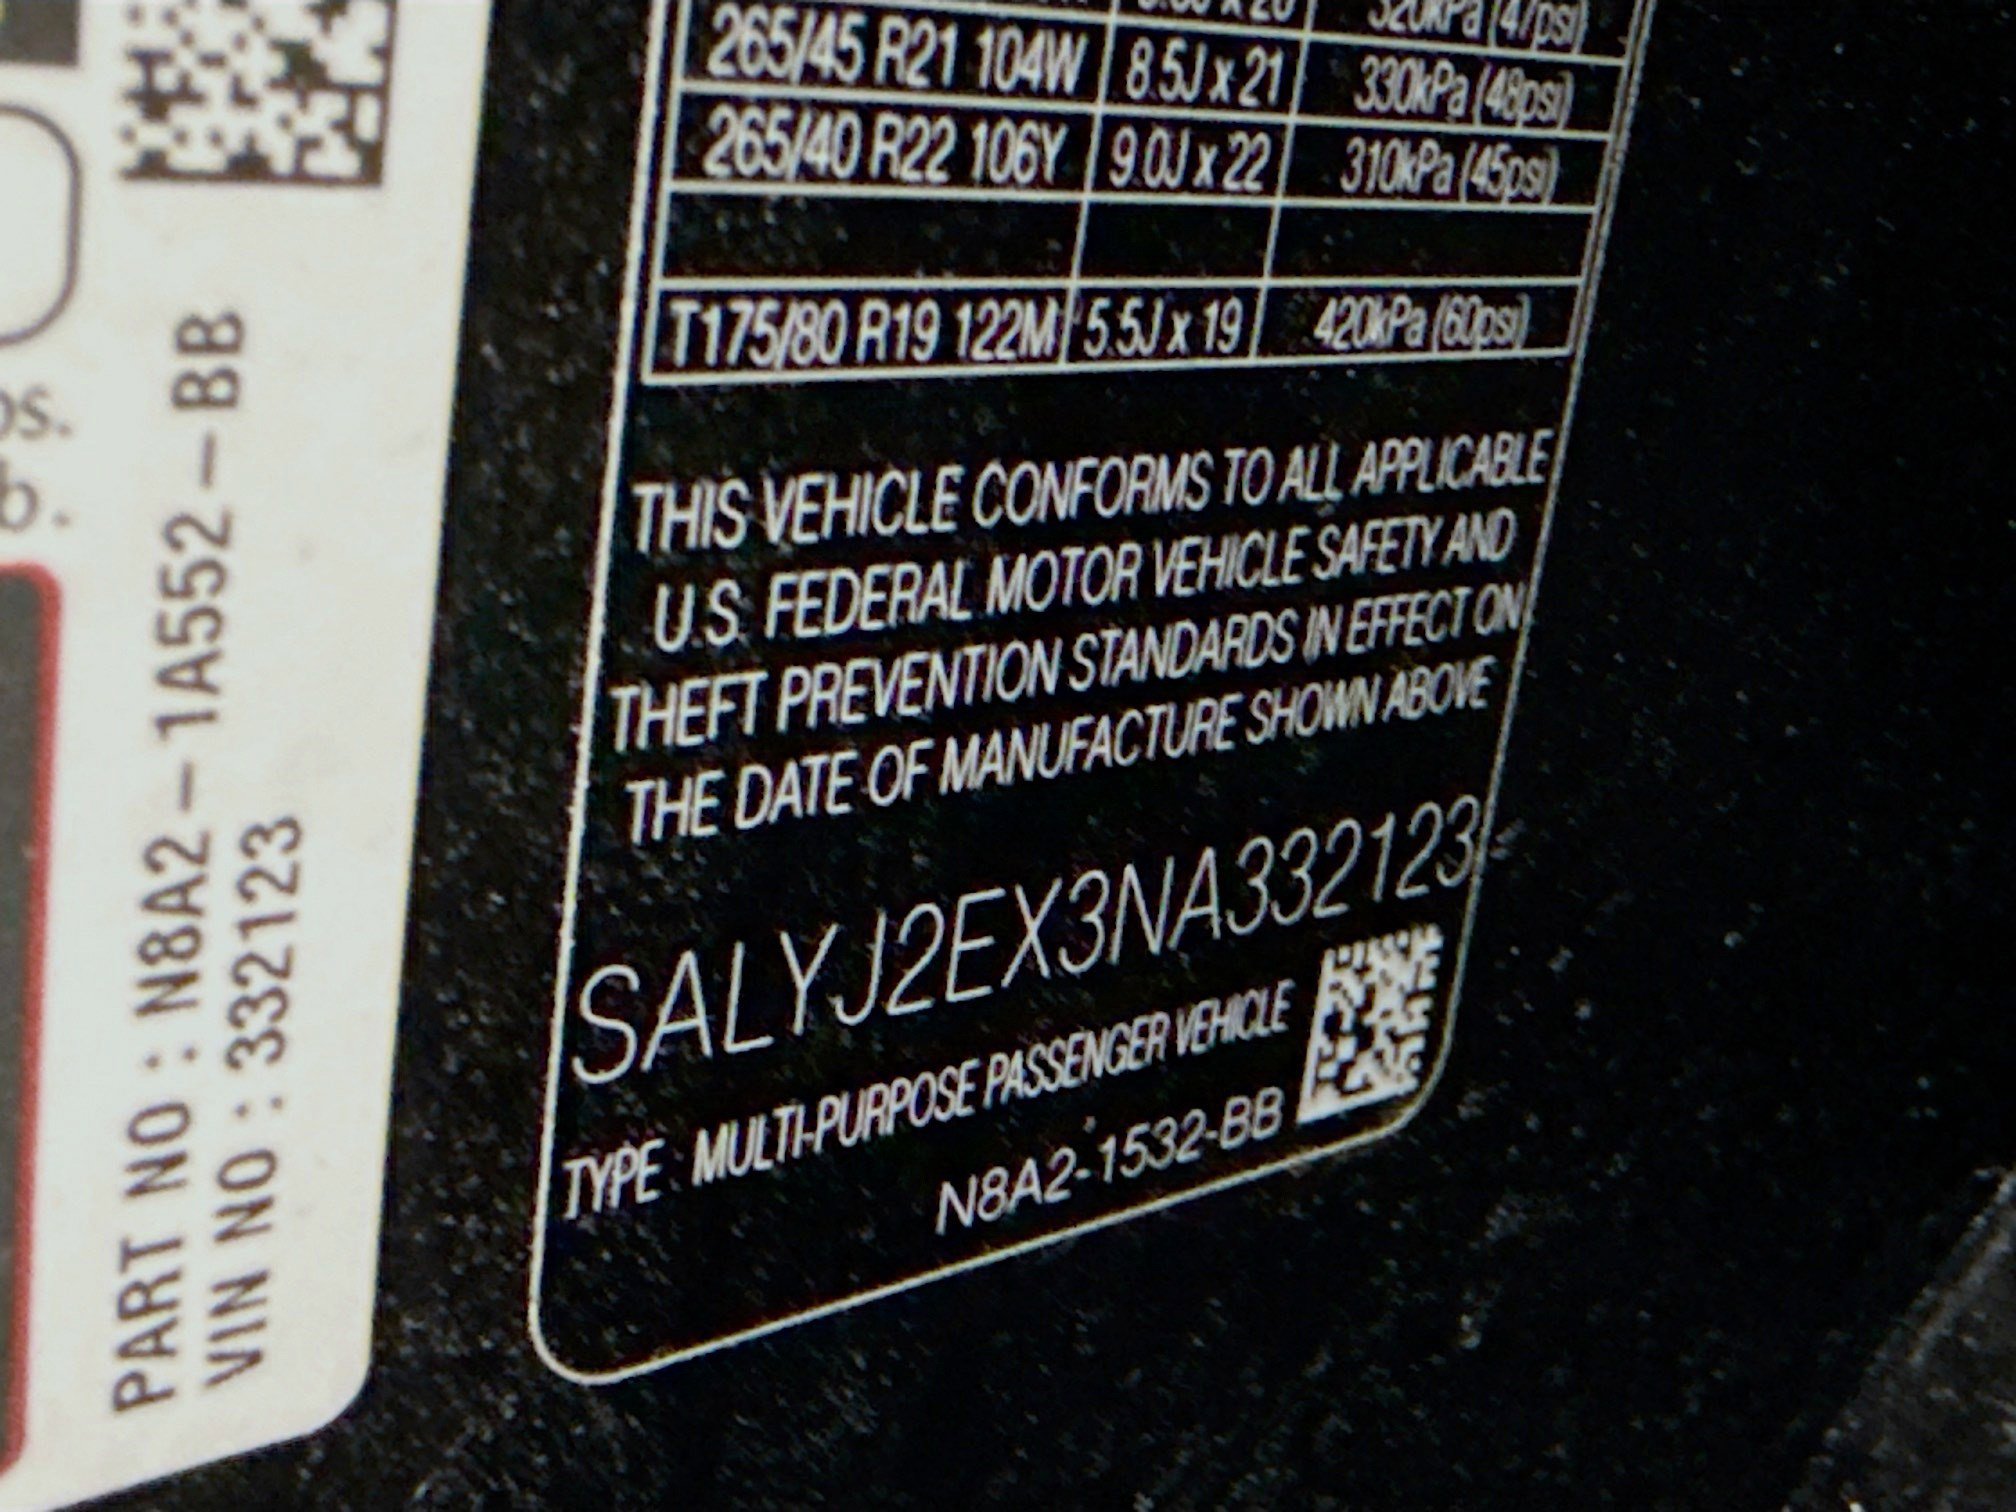 320kPa (47psi)
265/45 R21 104W 8.5J x 21 330kPa (48psi)
265/40 R22 106Y 9.0J x 22 310kPa (45psi)
T175/80 R19 122M 5.5J x 19 420kPa (60psi)
THIS VEHICLE CONFORMS TO ALL APPLICABLE
U.S. FEDERAL MOTOR VEHICLE SAFETY AND
THEFT PREVENTION STANDARDS IN EFFECT ON
THE DATE OF MANUFACTURE SHOWN ABOVE
SALYJ2EX3NA332123
TYPE : MULTI-PURPOSE PASSENGER VEHICLE
N8A2-1532-BB
PART NO : N8A2-1A552-BB
VIN NO : 332123